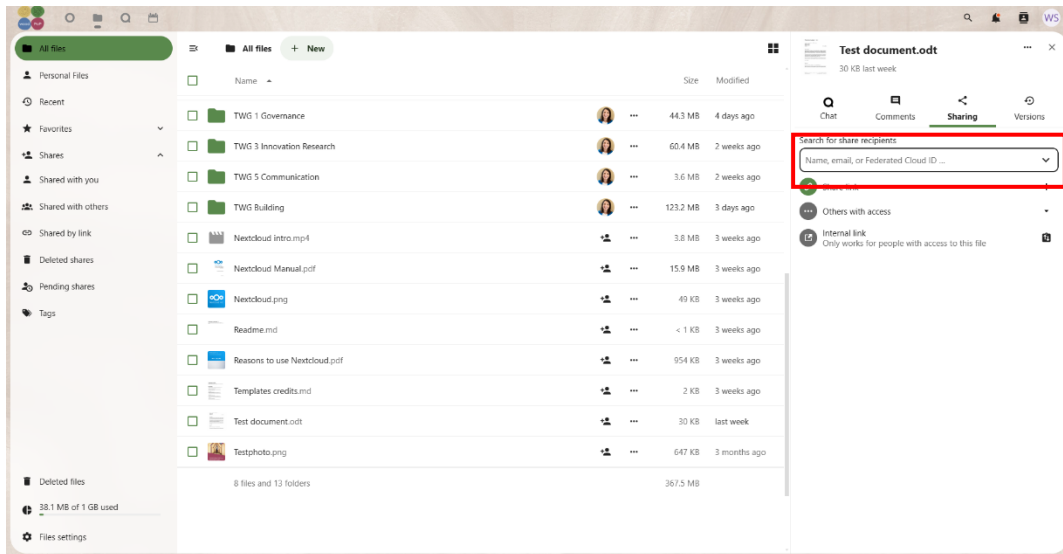 WS
All files
Personal Files
Recent
Favorites
Shares
Shared with you
Shared with others
Shared by link
Deleted shares
Pending shares
Tags
Deleted files
38.1 MB of 1 GB used
Files settings
All files + New
Name Size Modified
TWG 1 Governance 44.3 MB 4 days ago
TWG 3 Innovation Research 60.4 MB 2 weeks ago
TWG 5 Communication 3.6 MB 2 weeks ago
TWG Building 123.2 MB 3 days ago
Nextcloud intro.mp4 3.8 MB 3 weeks ago
Nextcloud Manual.pdf 15.9 MB 3 weeks ago
Nextcloud.png 49 KB 3 weeks ago
Readme.md < 1 KB 3 weeks ago
Reasons to use Nextcloud.pdf 954 KB 3 weeks ago
Templates credits.md 2 KB 3 weeks ago
Test document.odt 30 KB last week
Testphoto.png 647 KB 3 months ago
8 files and 13 folders 367.5 MB
Test document.odt
30 KB last week
Chat Comments Sharing Versions
Search for share recipients
Name, email, or Federated Cloud ID ...
Share link
Others with access
Internal link
Only works for people with access to this file